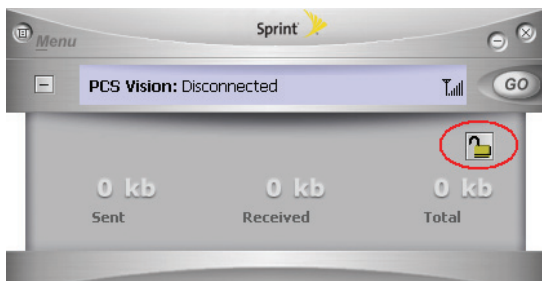 Menu
Sprint
PCS Vision: Disconnected
GO
0 kb 0 kb 0 kb
Sent Received Total